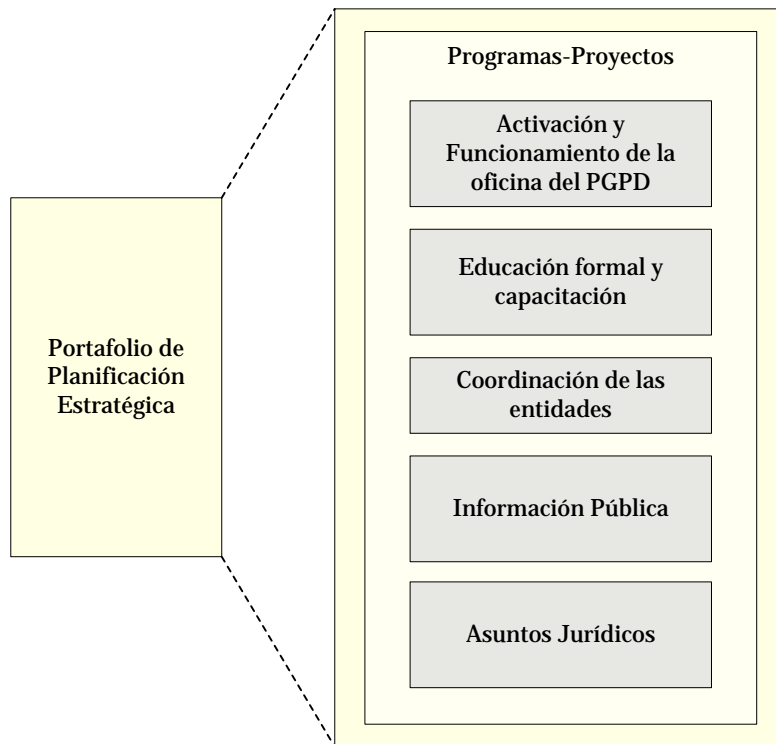 Portafolio de
Planificación
Estratégica
Programas-Proyectos
Activación y
Funcionamiento de la
oficina del PGPD
Educación formal y
capacitación
Coordinación de las
entidades
Información Pública
Asuntos Jurídicos